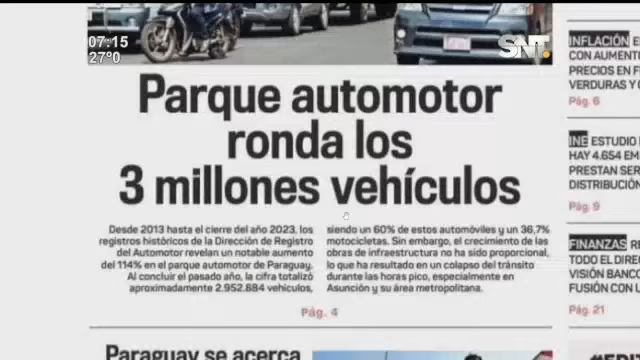 07:15
27°0
SNT
Parque automotor
ronda los
3 millones vehículos
Desde 2013 hasta el cierre del año 2023, los
registros históricos de la Dirección de Registro
del Automotor revelan un notable aumento
del 114% en el parque automotor de Paraguay.
Al concluir el pasado año, la cifra totalizó
aproximadamente 2.952.884 vehículos,
siendo un 60% de estos automóviles y un 36,7%
motocicletas. Sin embargo, el crecimiento de las
obras de infraestructura no ha sido proporcional,
lo que ha resultado en un colapso del tránsito
durante las horas pico, especialmente en
Asunción y su área metropolitana.
Pág. 4
Paraguay se acerca
INFLACIÓN
CON AUMENTO
PRECIOS EN
VERDURAS Y
Pág. 6
INE ESTUDIO
HAY 4.654 EM
PRESTAN SER
DISTRIBUCIÓN
Pág. 9
FINANZAS RE
TODO EL DIREC
VISIÓN BANCO
FUSIÓN CON U
Pág. 21